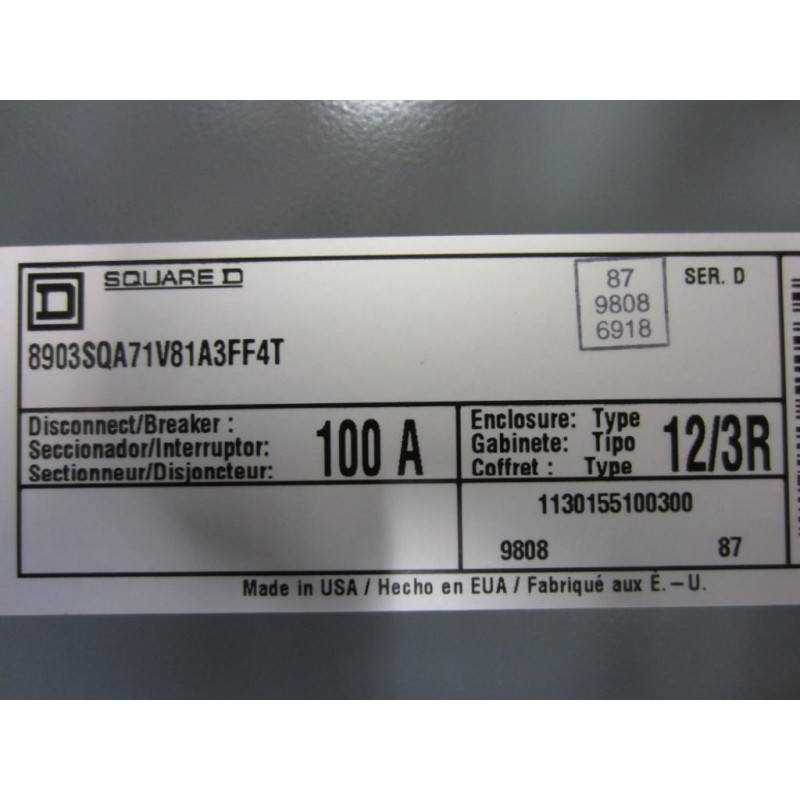 D
SQUARE D
87
9808
6918
SER. D
8903SQA71V81A3FF4T
Disconnect/Breaker :
Seccionador/Interruptor:
Sectionneur/Disjoncteur:
100 A
Enclosure: Type
Gabinete: Tipo
Coffret : Type
12/3R
1130155100300
9808 87
Made in USA / Hecho en EUA / Fabriqué aux É.-U.